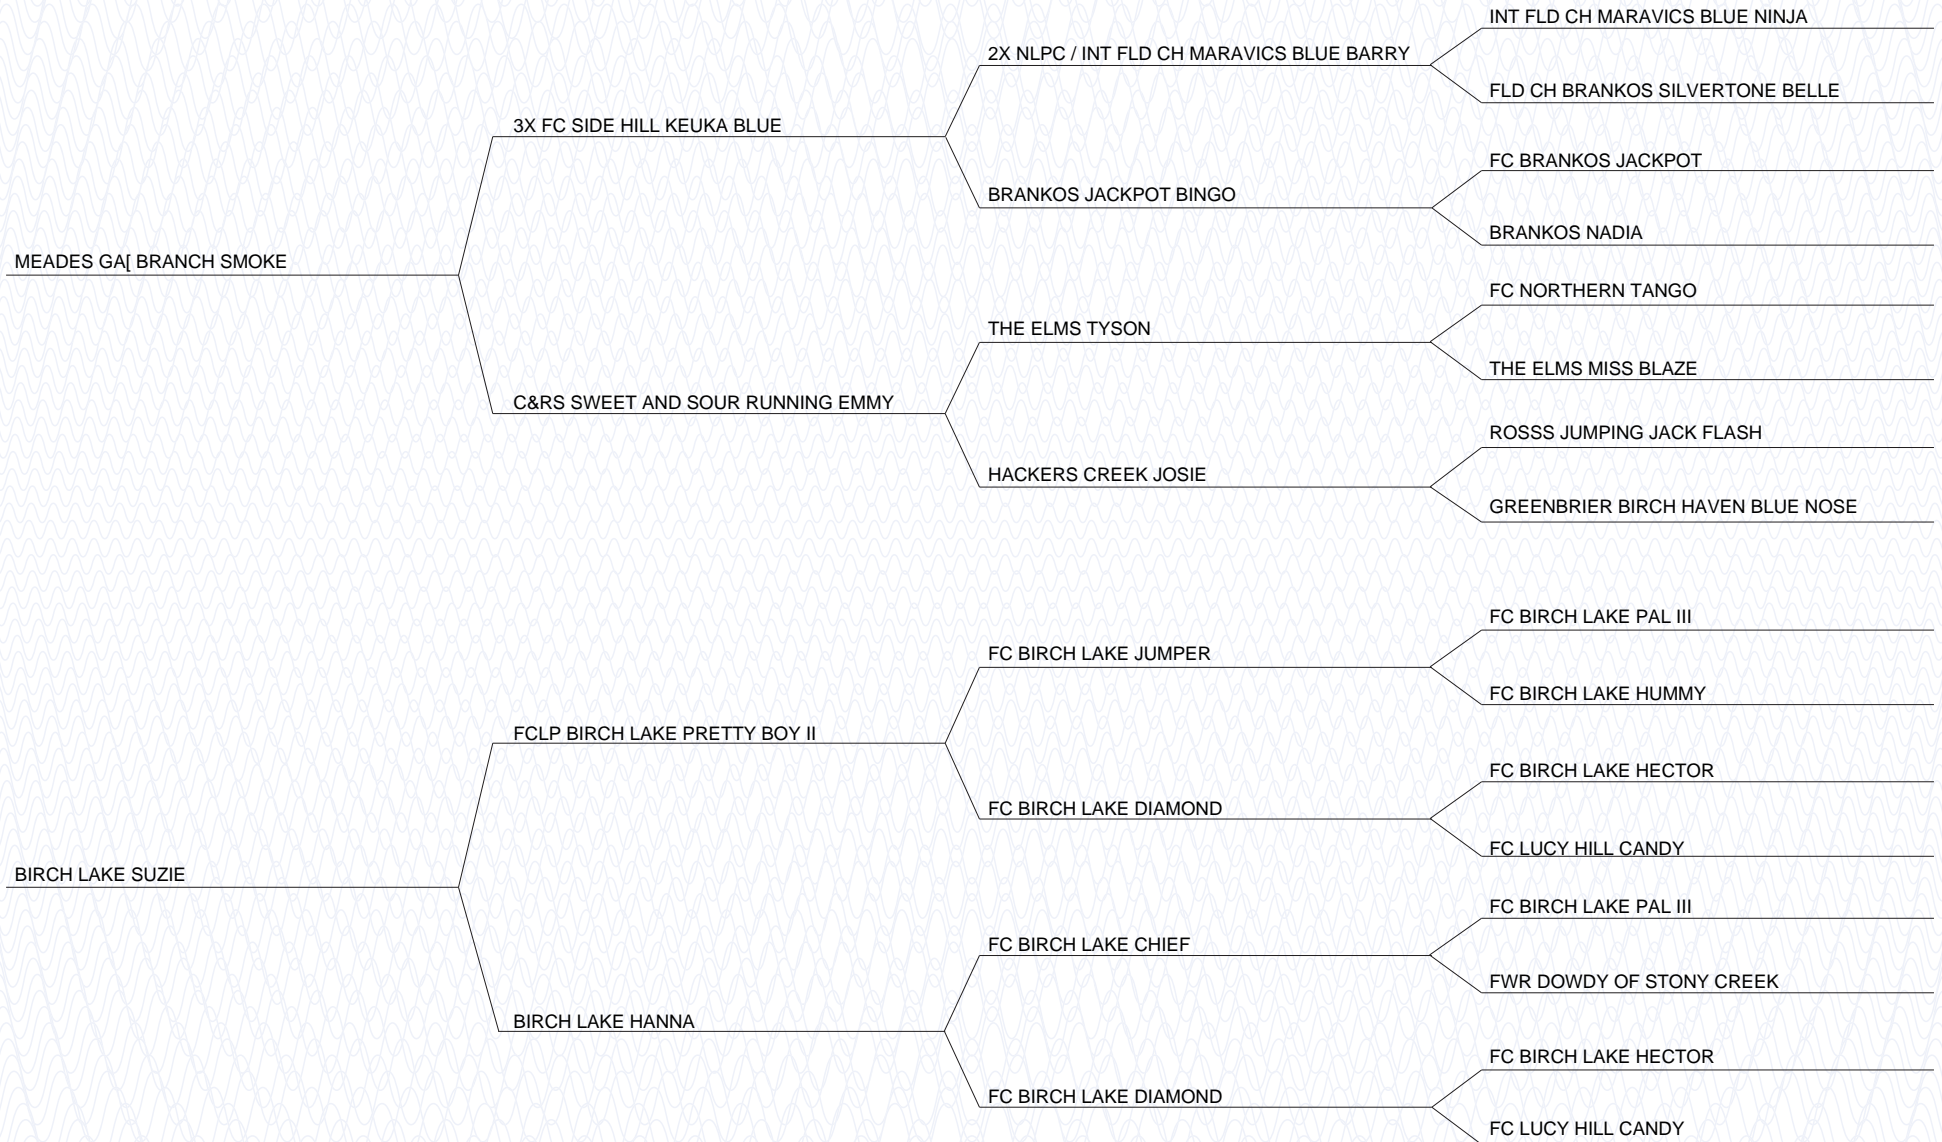 INT FLD CH MARAVICS BLUE NINJA
2X NLPC / INT FLD CH MARAVICS BLUE BARRY
FLD CH BRANKOS SILVERTONE BELLE
3X FC SIDE HILL KEUKA BLUE
FC BRANKOS JACKPOT
BRANKOS JACKPOT BINGO
BRANKOS NADIA
MEADES GA[ BRANCH SMOKE
FC NORTHERN TANGO
THE ELMS TYSON
THE ELMS MISS BLAZE
C&RS SWEET AND SOUR RUNNING EMMY
ROSSS JUMPING JACK FLASH
HACKERS CREEK JOSIE
GREENBRIER BIRCH HAVEN BLUE NOSE
FC BIRCH LAKE PAL III
FC BIRCH LAKE JUMPER
FC BIRCH LAKE HUMMY
FCLP BIRCH LAKE PRETTY BOY II
FC BIRCH LAKE HECTOR
FC BIRCH LAKE DIAMOND
FC LUCY HILL CANDY
BIRCH LAKE SUZIE
FC BIRCH LAKE PAL III
FC BIRCH LAKE CHIEF
FWR DOWDY OF STONY CREEK
BIRCH LAKE HANNA
FC BIRCH LAKE HECTOR
FC BIRCH LAKE DIAMOND
FC LUCY HILL CANDY